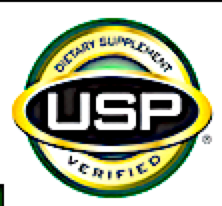 DIETARY SUPPLEMENT
USP
®
VERIFIED